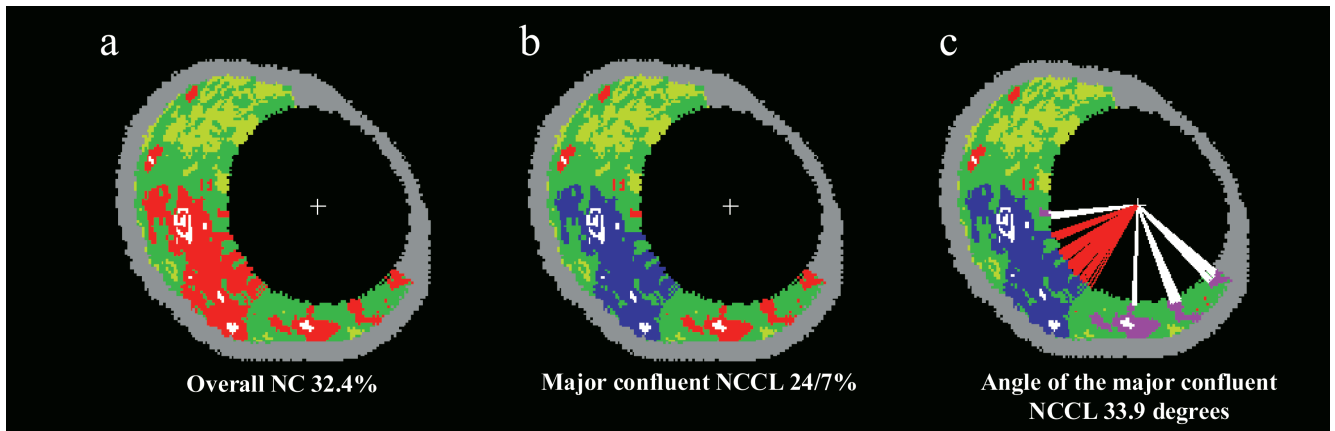 a
b
c
Overall NC 32.4%
Major confluent NCCL 24/7%
Angle of the major confluent
NCCL 33.9 degrees